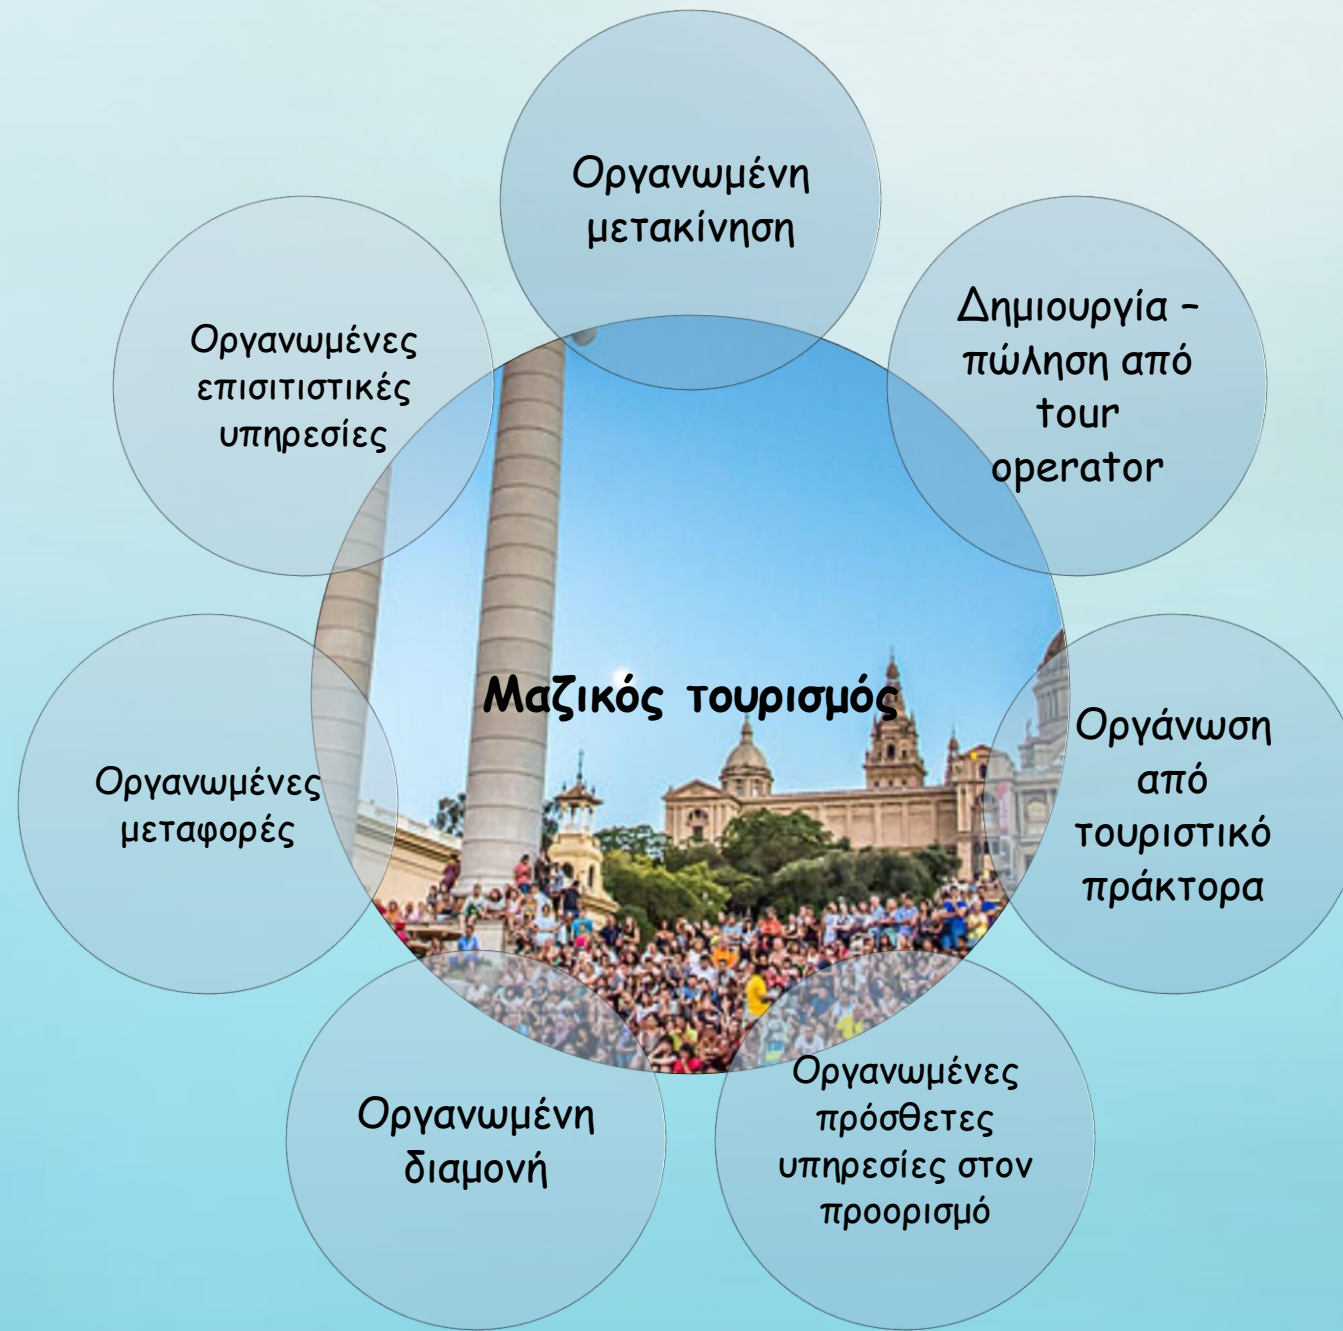 Οργανωμένη
μετακίνηση
Δημιουργία –
πώληση από
tour
operator
Οργάνωση
από
τουριστικό
πράκτορα
Οργανωμένες
πρόσθετες
υπηρεσίες στον
προορισμό
Οργανωμένη
διαμονή
Οργανωμένες
μεταφορές
Οργανωμένες
επισιτιστικές
υπηρεσίες
Μαζικός τουρισμός